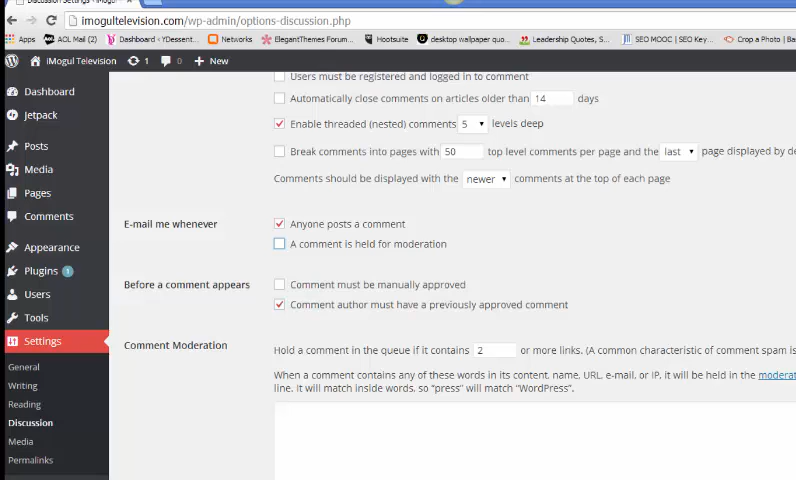 Discussion Settings ‹ iMogul
imogultelevision.com/wp-admin/options-discussion.php
Apps AOL Mail (2) Dashboard ‹ YDessent... Networks ElegantThemes Forum... Hootsuite desktop wallpaper quo... Leadership Quotes, S... SEO MOOC | SEO Key... Crop a Photo | Ba
iMogul Television 1 0 New
Users must be registered and logged in to comment
Dashboard
Automatically close comments on articles older than 14 days
Jetpack
Enable threaded (nested) comments 5 levels deep
Posts
Break comments into pages with 50 top level comments per page and the last page displayed by de
Media
Comments should be displayed with the newer comments at the top of each page
Pages
Comments
E-mail me whenever Anyone posts a comment
A comment is held for moderation
Appearance
Plugins 1
Before a comment appears Comment must be manually approved
Users
Comment author must have a previously approved comment
Tools
Settings
Comment Moderation Hold a comment in the queue if it contains 2 or more links. (A common characteristic of comment spam is
General
When a comment contains any of these words in its content, name, URL, e-mail, or IP, it will be held in the moderat
Writing
line. It will match inside words, so “press” will match “WordPress”.
Reading
Discussion
Media
Permalinks